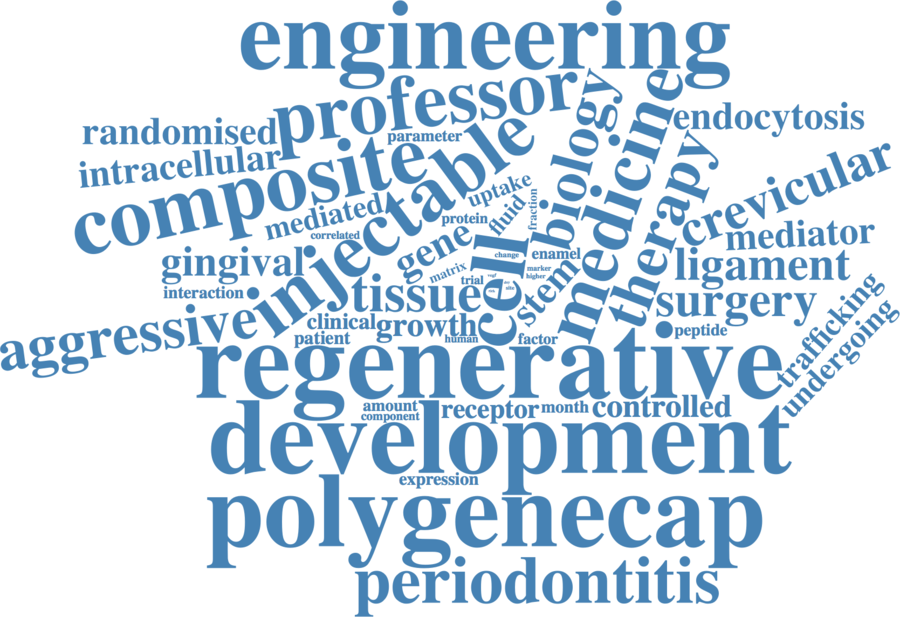 engineering
professor
randomised
parameter
endocytosis
intracellular
composite
injectable
biology
medicine
therapy
crevicular
mediated
uptake
fluid
fraction
protein
correlated
gene
mediator
gingival
cell
change
enamel
ligament
matrix
trial
vegf
marker
higher
site
stem
interaction
tissue
surgery
trafficking
undergoing
aggressive
clinical
growth
patient
human
factor
peptide
regenerative
amount
component
receptor
month
controlled
development
expression
polygenecap
periodontitis